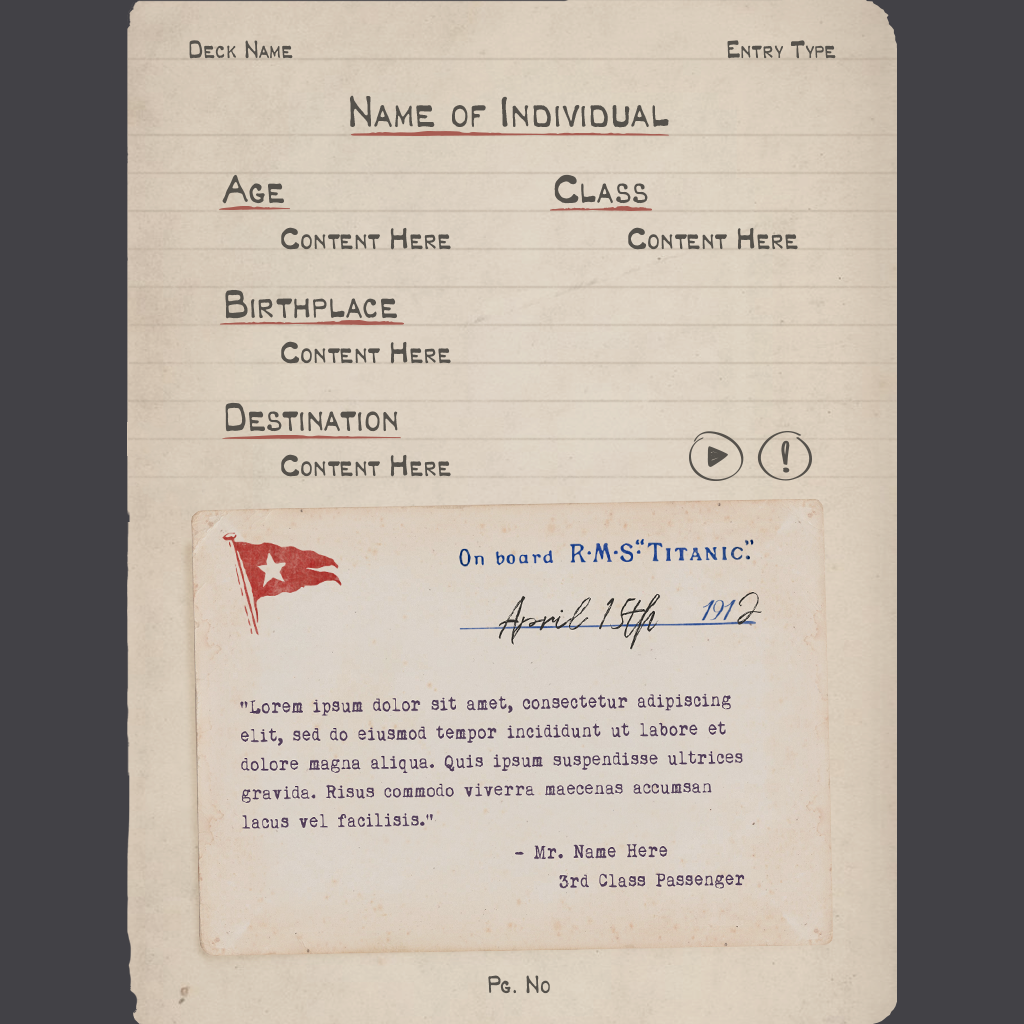 Deck Name
Entry Type
Name of Individual
Age
Class
Content Here
Content Here
Birthplace
Content Here
Destination
Content Here
!
On board R·M·S "Titanic."
April 15th 1912
"Lorem ipsum dolor sit amet, consectetur adipiscing
elit, sed do eiusmod tempor incididunt ut labore et
dolore magna aliqua. Quis ipsum suspendisse ultrices
gravida. Risus commodo viverra maecenas accumsan
lacus vel facilisis."
- Mr. Name Here
3rd Class Passenger
Pg. No